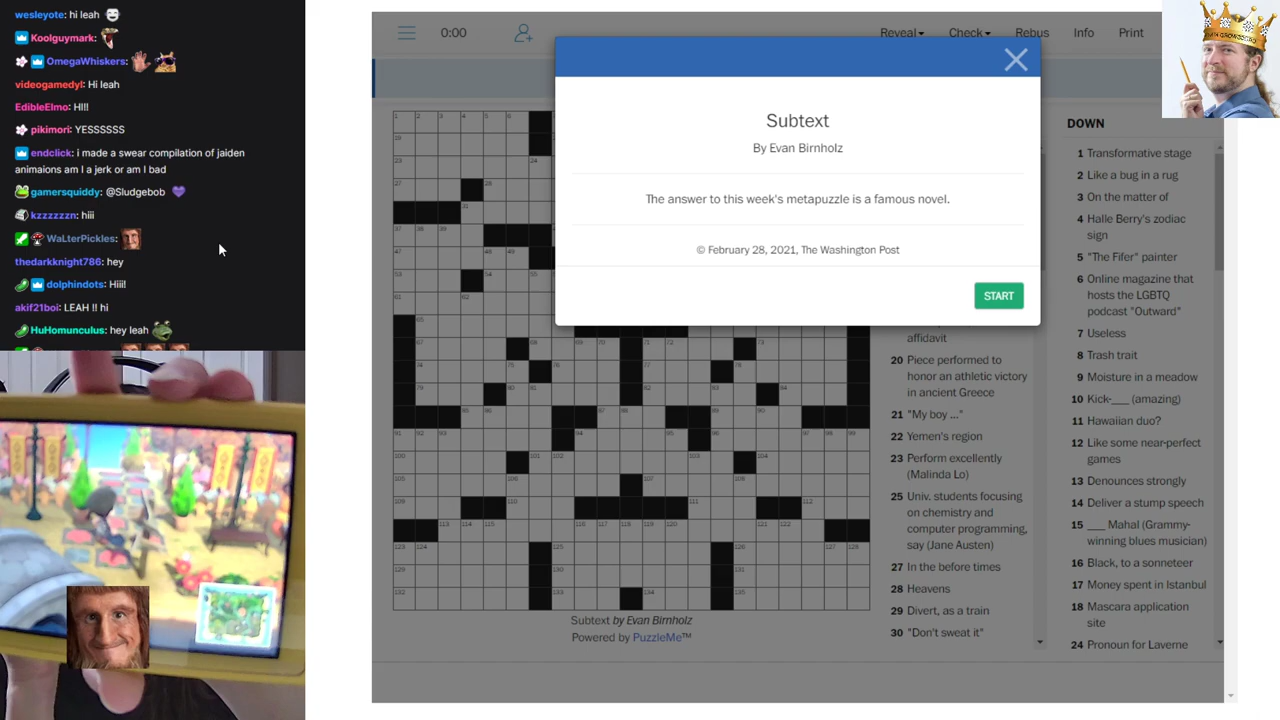 wesleyote: hi leah
Koolguymark:
OmegaWhiskers:
videogamedyl: Hi leah
EdibleElmo: HI!!
pikimori: YESSSSSS
endclick: i made a swear compilation of jaiden
animaions am I a jerk or am I bad
gamersquiddy: @Sludgebob
kzzzzzzn: hiii
WaLterPickles:
thedarkknight786: hey
dolphindots: Hiii!
akif21boi: LEAH !! hi
HuHomunculus: hey leah
0:00
Reveal
Check
Rebus
Info
Print
Subtext
By Evan Birnholz
The answer to this week's metapuzzle is a famous novel.
© February 28, 2021, The Washington Post
START
affidavit
20 Piece performed to
honor an athletic victory
in ancient Greece
21 "My boy ..."
22 Yemen's region
23 Perform excellently
(Malinda Lo)
25 Univ. students focusing
on chemistry and
computer programming,
say (Jane Austen)
27 In the before times
28 Heavens
29 Divert, as a train
30 "Don't sweat it"
DOWN
1 Transformative stage
2 Like a bug in a rug
3 On the matter of
4 Halle Berry's zodiac
sign
5 "The Fifer" painter
6 Online magazine that
hosts the LGBTQ
podcast "Outward"
7 Useless
8 Trash trait
9 Moisture in a meadow
10 Kick-___ (amazing)
11 Hawaiian duo?
12 Like some near-perfect
games
13 Denounces strongly
14 Deliver a stump speech
15 ___ Mahal (Grammy-
winning blues musician)
16 Black, to a sonneteer
17 Money spent in Istanbul
18 Mascara application
site
24 Pronoun for Laverne
Subtext by Evan Birnholz
Powered by PuzzleMe™